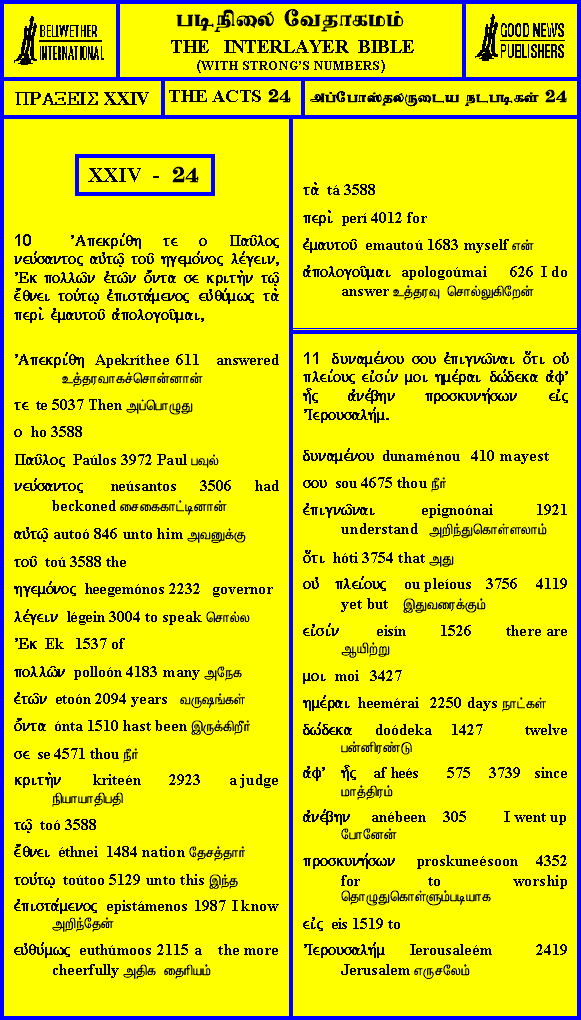 BELLWETHER
INTERNATIONAL
படிநிலை வேதாகமம்
THE INTERLAYER BIBLE
(WITH STRONG'S NUMBERS)
GOOD NEWS
PUBLISHERS
ΠΡΑΞΕΙΣ XXIV
THE ACTS 24
அப்போஸ்தலருடைய நடபடிகள் 24
XXIV - 24
10 Ἀπεκρίθη τε ο Παῦλος
νεύσαντος αὐτῷ τοῦ ηγεμόνος λέγειν,
Ἐκ πολλῶν ἐτῶν ὄντα σε κριτὴν τῷ
ἔθνει τούτῳ ἐπιστάμενος εὐθύμως τὰ
περὶ ἐμαυτοῦ ἀπολογοῦμαι,
Ἀπεκρίθη Apekríthee 611 answered
உத்தரவாகச்சொன்னான்
τε te 5037 Then அப்பொழுது
ο ho 3588
Παῦλος Paúlos 3972 Paul பவுல்
νεύσαντος neúsantos 3506 had
beckoned சைகைகாட்டினான்
αὐτῷ autoó 846 unto him அவனுக்கு
τοῦ toú 3588 the
ηγεμόνος heegemónos 2232 governor
λέγειν légein 3004 to speak சொல்ல
Ἐκ Ek 1537 of
πολλῶν polloón 4183 many அநேக
ἐτῶν etoón 2094 years வருஷங்கள்
ὄντα ónta 1510 hast been இருக்கிறீர்
σε se 4571 thou நீர்
κριτὴν kriteén 2923 a judge
நியாயாதிபதி
τῷ toó 3588
ἔθνει éthnei 1484 nation தேசத்தார்
τούτῳ toútoo 5129 unto this இந்த
ἐπιστάμενος epistámenos 1987 I know
அறிந்தேன்
εὐθύμως euthúmoos 2115 a the more
cheerfully அதிக தைரியம்
τὰ tá 3588
περὶ perí 4012 for
ἐμαυτοῦ emautoú 1683 myself என்
ἀπολογοῦμαι apologoúmai 626 I do
answer உத்தரவு சொல்லுகிறேன்
11 δυναμένου σου ἐπιγνῶναι ὅτι οὐ
πλείους εἰσίν μοι ημέραι δώδεκα ἀφ'
ἧς ἀνέβην προσκυνήσων εἰς
Ἰερουσαλήμ.
δυναμένου dunaménou 410 mayest
σου sou 4675 thou நீர்
ἐπιγνῶναι epignoónai 1921
understand அறிந்துகொள்ளலாம்
ὅτι hóti 3754 that அது
οὐ πλείους ou pleíous 3756 4119
yet but இதுவரைக்கும்
εἰσίν eisín 1526 there are
ஆயிற்று
μοι moi 3427
ημέραι heemérai 2250 days நாட்கள்
δώδεκα doódeka 1427 twelve
பன்னிரண்டு
ἀφ' ἧς af heés 575 3739 since
மாத்திரம்
ἀνέβην anébeen 305 I went up
போனேன்
προσκυνήσων proskuneésoon 4352
for to worship
தொழுதுகொள்ளும்படியாக
εἰς eis 1519 to
Ἰερουσαλήμ Ierousaleém 2419
Jerusalem எருசலேம்